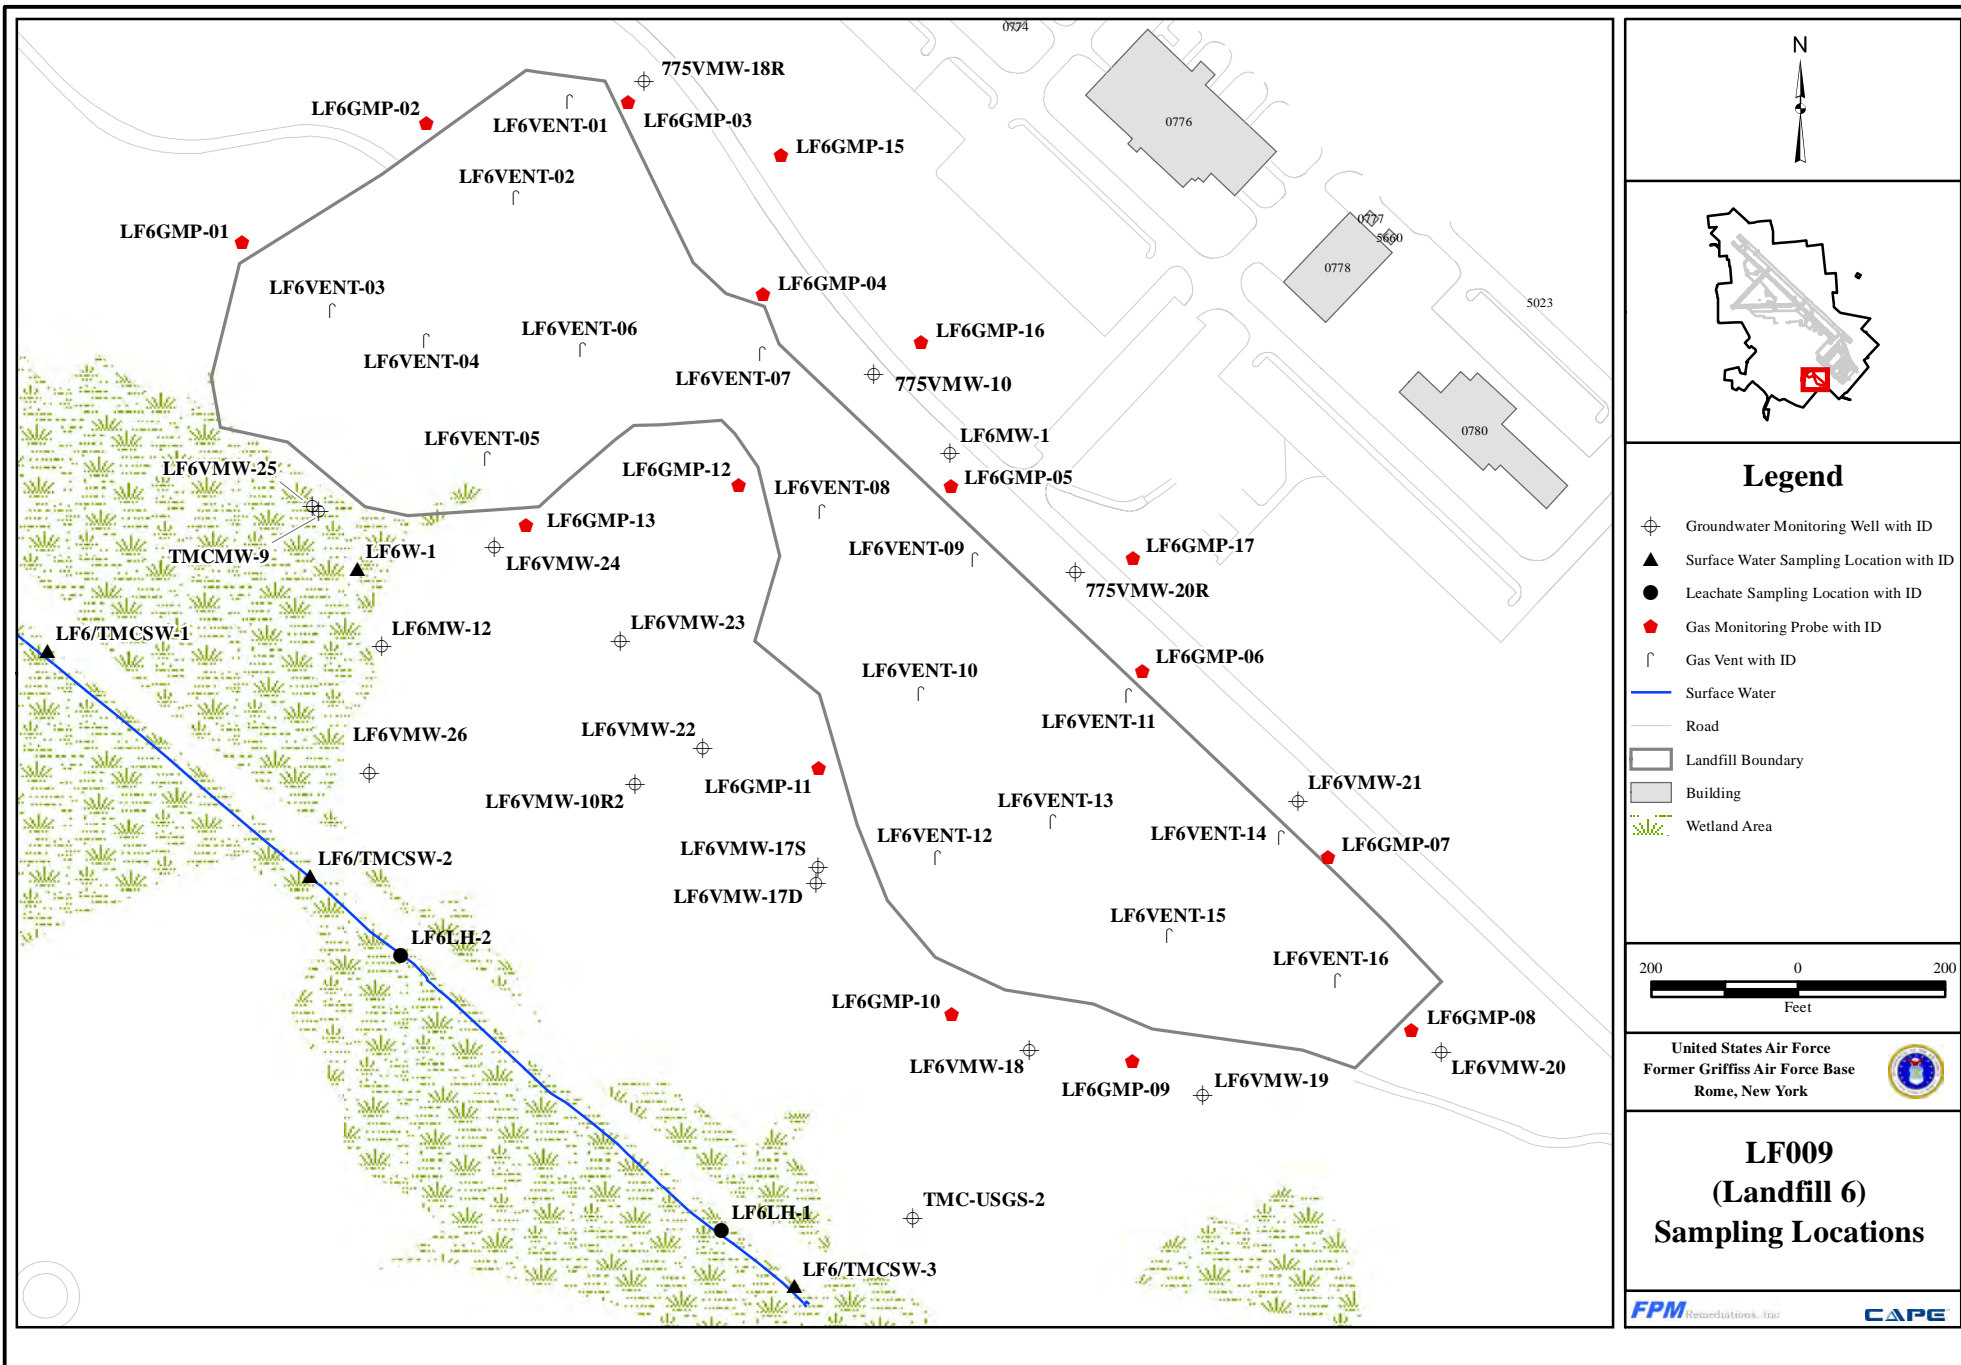 0774
775VMW-18R
LF6GMP-02
LF6VENT-01
LF6GMP-03
0776
LF6GMP-15
LF6VENT-02
LF6GMP-01
0777
5660
0778
LF6VENT-03
LF6GMP-04
5023
LF6VENT-06
LF6GMP-16
LF6VENT-04
LF6VENT-07
775VMW-10
LF6VENT-05
LF6MW-1
0780
LF6VMW-25
LF6GMP-12
LF6VENT-08
LF6GMP-05
LF6GMP-13
TMCMW-9
LF6W-1
LF6VMW-24
LF6VENT-09
LF6GMP-17
775VMW-20R
LF6/TMCSW-1
LF6MW-12
LF6VMW-23
LF6VENT-10
LF6GMP-06
LF6VENT-11
LF6VMW-26
LF6VMW-22
LF6GMP-11
LF6VMW-21
LF6VMW-10R2
LF6VENT-13
LF6VENT-12
LF6VENT-14
LF6GMP-07
LF6VMW-17S
LF6/TMCSW-2
LF6VMW-17D
LF6VENT-15
LF6LH-2
LF6VENT-16
LF6GMP-10
LF6GMP-08
LF6VMW-18
LF6VMW-20
LF6GMP-09
LF6VMW-19
TMC-USGS-2
LF6LH-1
LF6/TMCSW-3
N
Legend
Groundwater Monitoring Well with ID
Surface Water Sampling Location with ID
Leachate Sampling Location with ID
Gas Monitoring Probe with ID
Gas Vent with ID
Surface Water
Road
Landfill Boundary
Building
Wetland Area
200 0 200
Feet
United States Air Force
Former Griffiss Air Force Base
Rome, New York
LF009
(Landfill 6)
Sampling Locations
FPM Remediations, Inc
CAPE